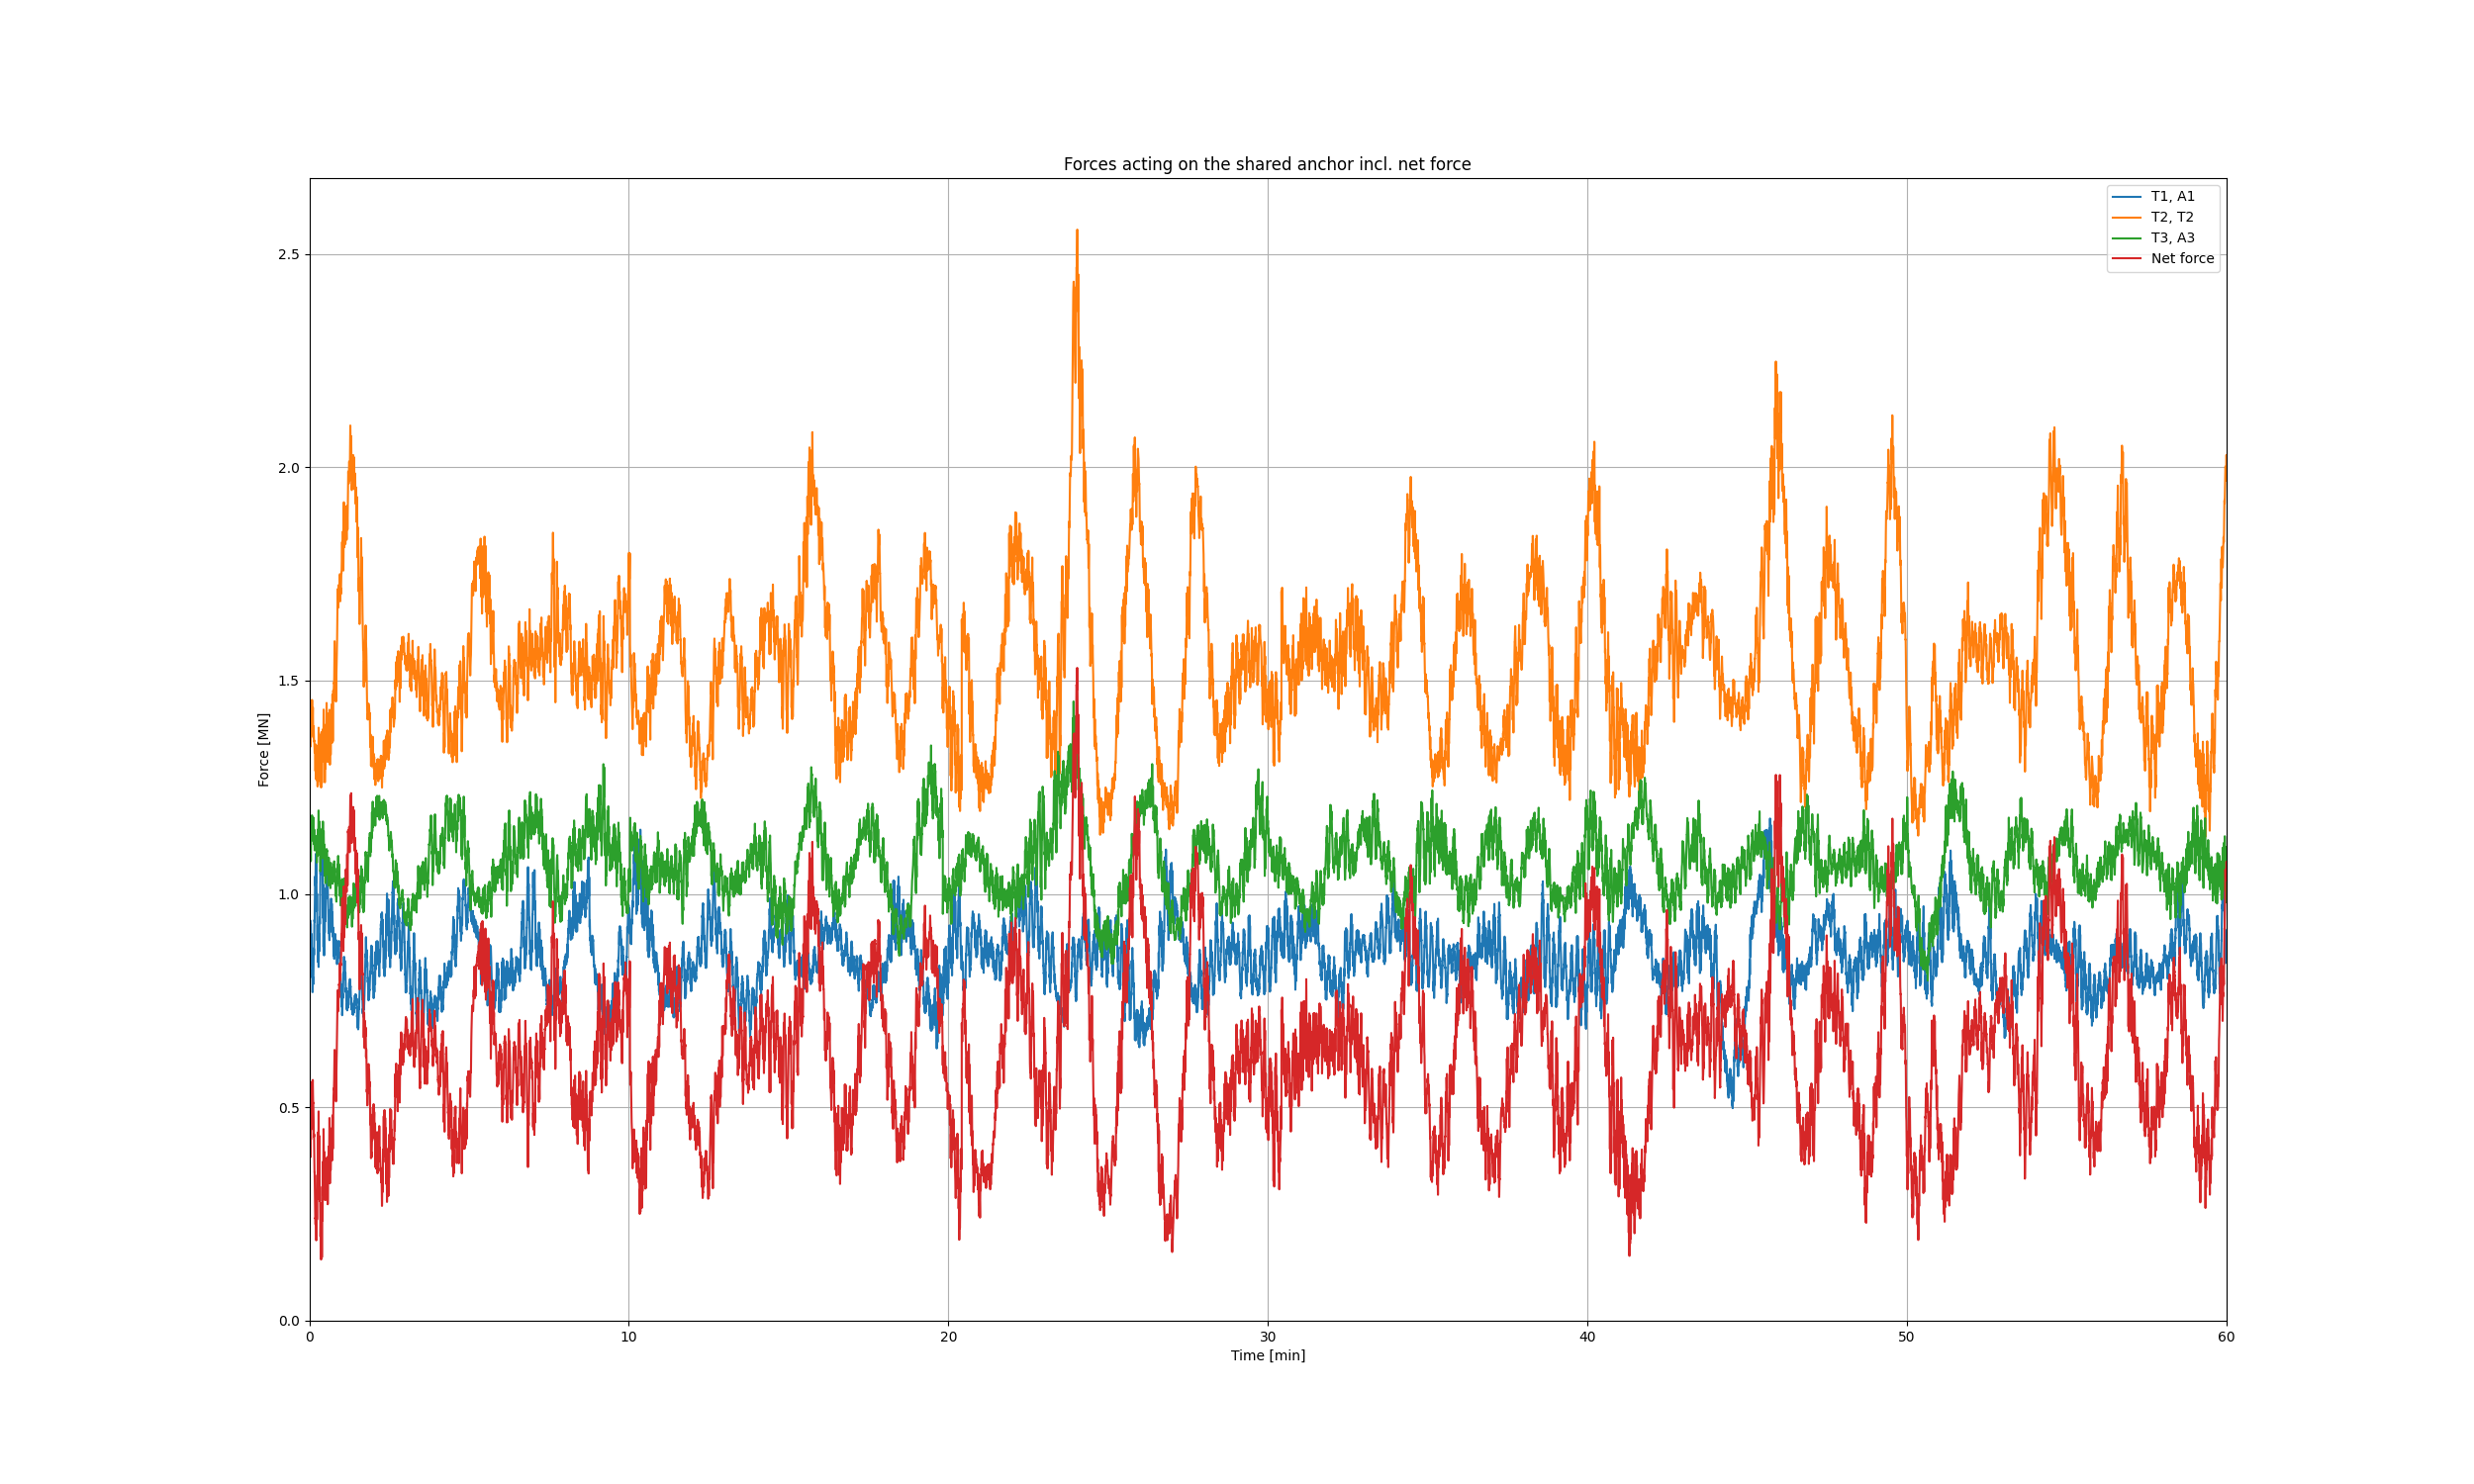 Forces acting on the shared anchor incl. net force
T1, A1
T2, T2
T3, A3
Net force
Force [MN]
2.5
2.0
1.5
1.0
0.5
0.0
0 10 20 30 40 50 60
Time [min]